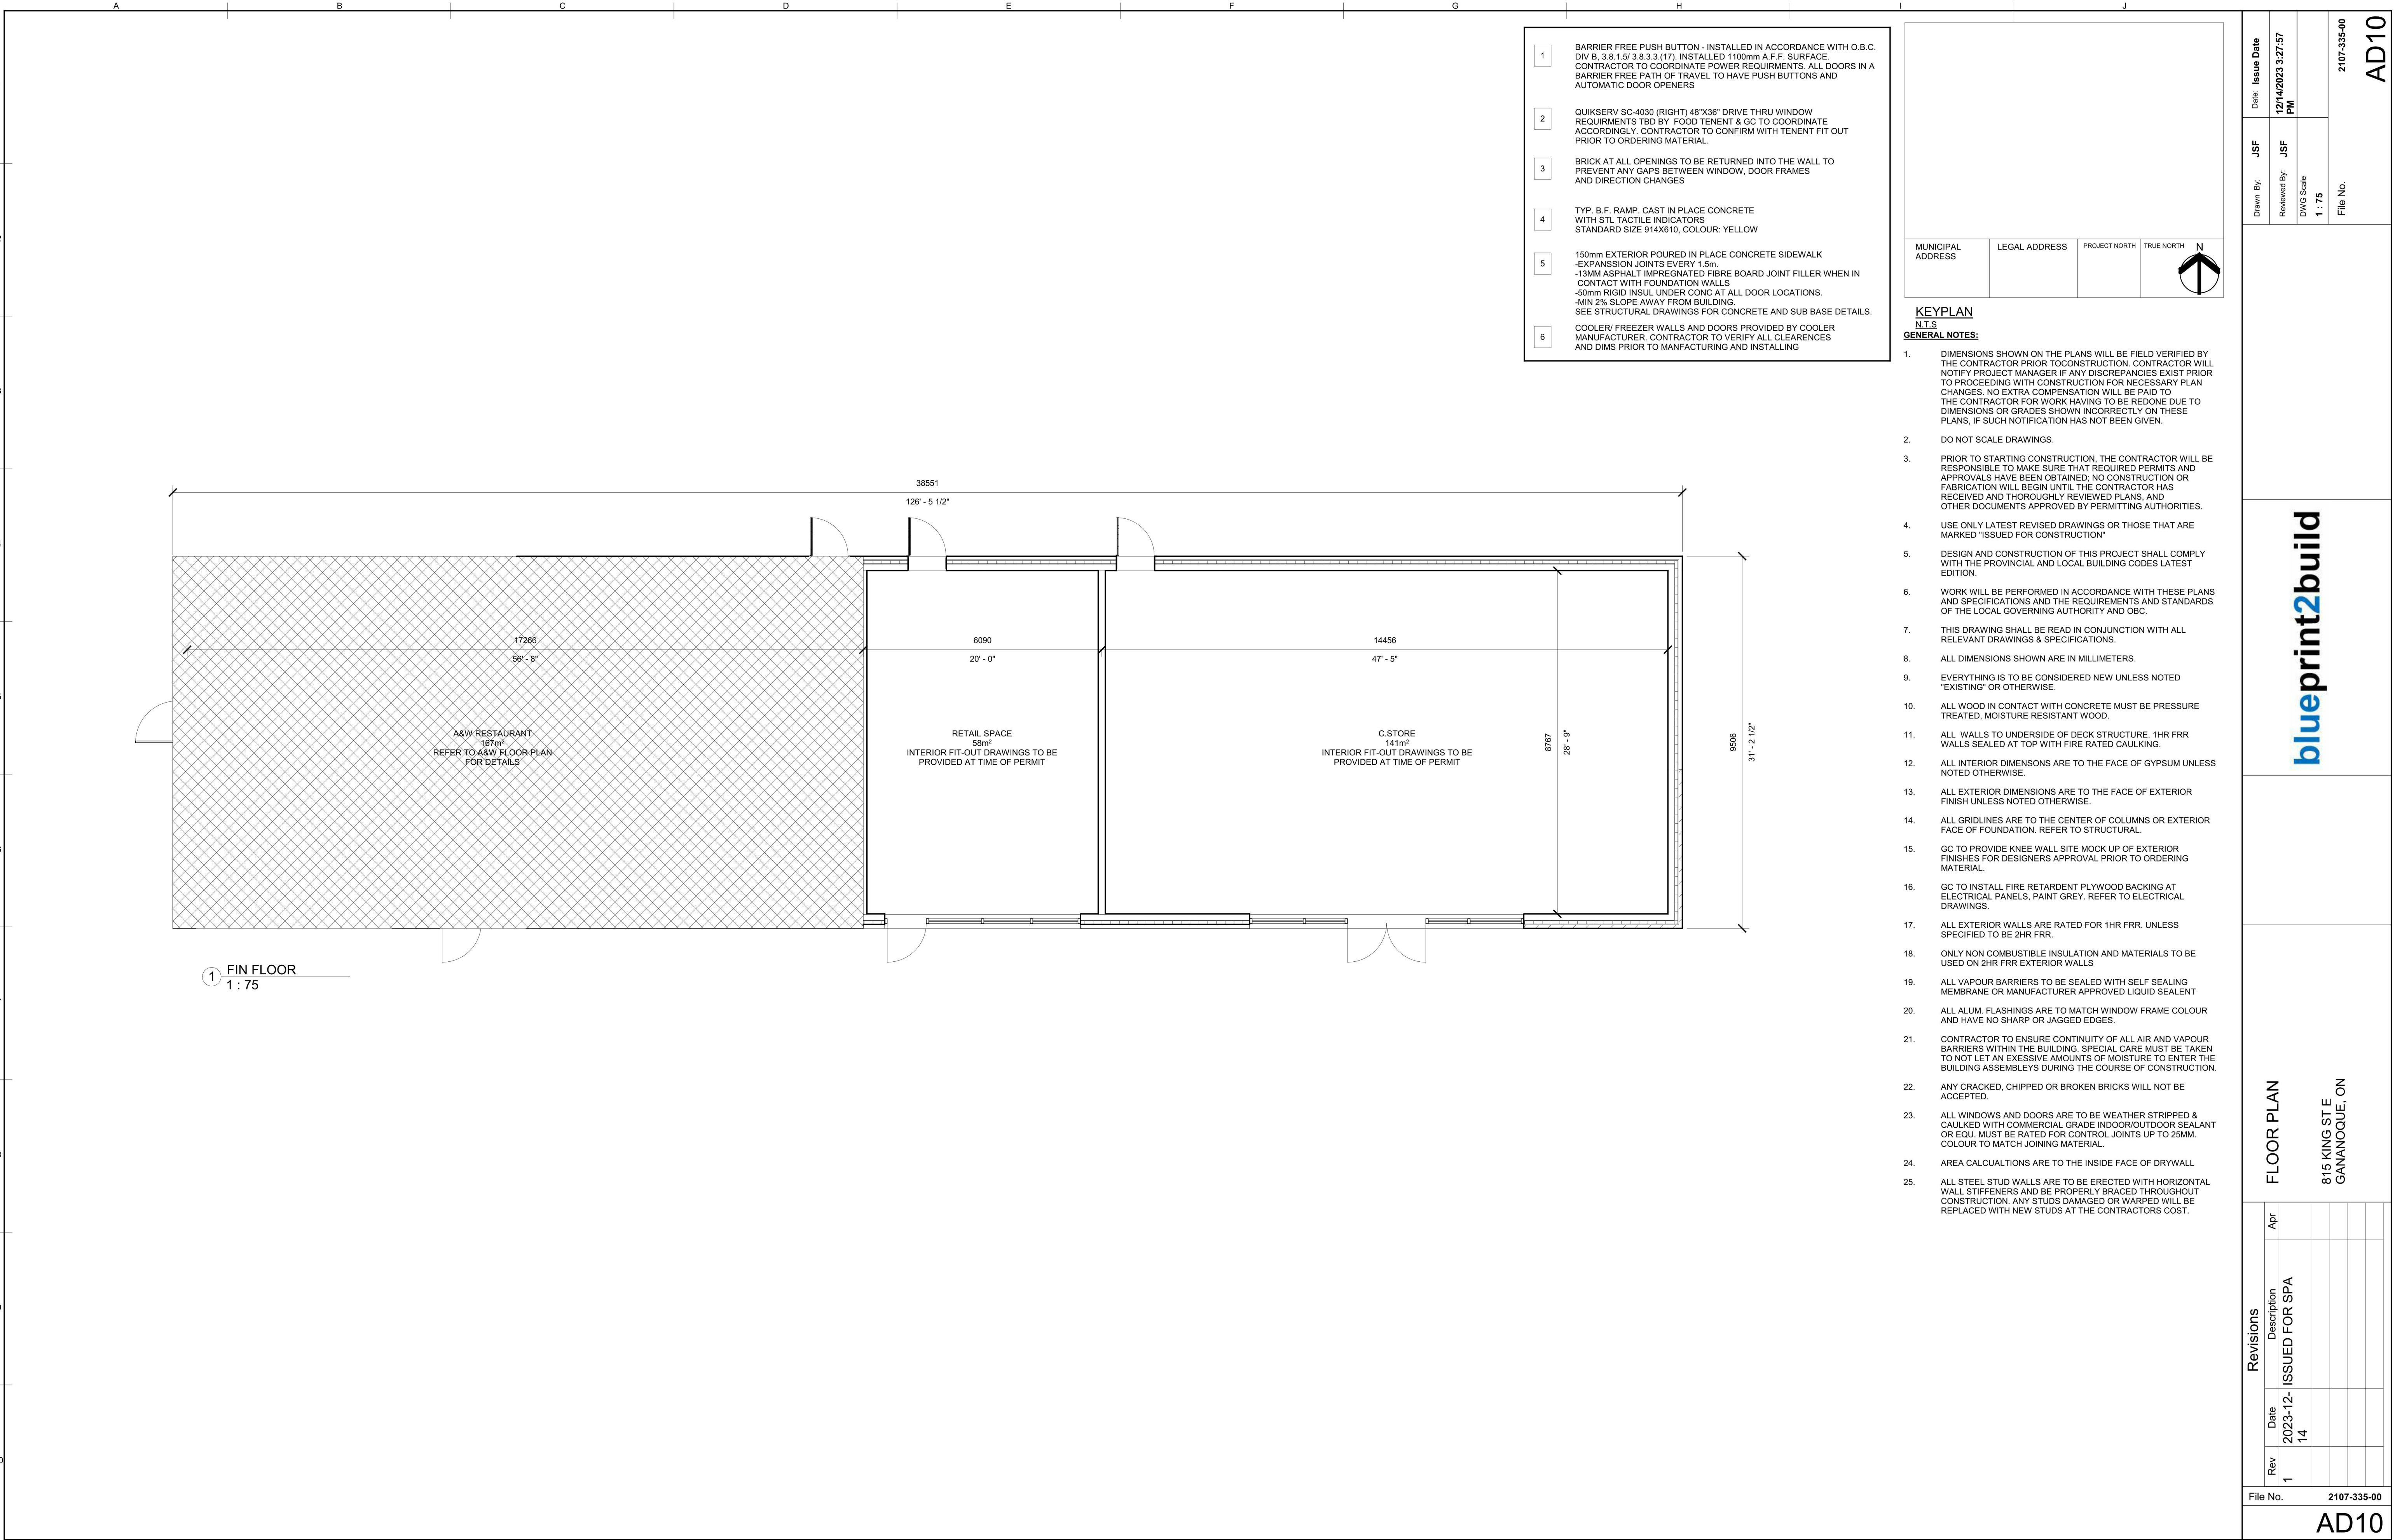 A B C D E F G H I J
1
BARRIER FREE PUSH BUTTON - INSTALLED IN ACCORDANCE WITH O.B.C.
DIV B, 3.8.1.5/ 3.8.3.3.(17). INSTALLED 1100mm A.F.F. SURFACE.
CONTRACTOR TO COORDINATE POWER REQUIRMENTS. ALL DOORS IN A
BARRIER FREE PATH OF TRAVEL TO HAVE PUSH BUTTONS AND
AUTOMATIC DOOR OPENERS
2
QUIKSERV SC-4030 (RIGHT) 48"X36" DRIVE THRU WINDOW
REQUIRMENTS TBD BY FOOD TENENT & GC TO COORDINATE
ACCORDINGLY. CONTRACTOR TO CONFIRM WITH TENENT FIT OUT
PRIOR TO ORDERING MATERIAL.
3
BRICK AT ALL OPENINGS TO BE RETURNED INTO THE WALL TO
PREVENT ANY GAPS BETWEEN WINDOW, DOOR FRAMES
AND DIRECTION CHANGES
4
TYP. B.F. RAMP. CAST IN PLACE CONCRETE
WITH STL TACTILE INDICATORS
STANDARD SIZE 914X610, COLOUR: YELLOW
5
150mm EXTERIOR POURED IN PLACE CONCRETE SIDEWALK
-EXPANSSION JOINTS EVERY 1.5m.
-13MM ASPHALT IMPREGNATED FIBRE BOARD JOINT FILLER WHEN IN
CONTACT WITH FOUNDATION WALLS
-50mm RIGID INSUL UNDER CONC AT ALL DOOR LOCATIONS.
-MIN 2% SLOPE AWAY FROM BUILDING.
SEE STRUCTURAL DRAWINGS FOR CONCRETE AND SUB BASE DETAILS.
6
COOLER/ FREEZER WALLS AND DOORS PROVIDED BY COOLER
MANUFACTURER. CONTRACTOR TO VERIFY ALL CLEARENCES
AND DIMS PRIOR TO MANFACTURING AND INSTALLING
38551
126' - 5 1/2"
17266
56' - 8"
6090
20' - 0"
14456
47' - 5"
8767
28' - 9"
9506
31' - 2 1/2"
A&W RESTAURANT
167m²
REFER TO A&W FLOOR PLAN
FOR DETAILS
RETAIL SPACE
58m²
INTERIOR FIT-OUT DRAWINGS TO BE
PROVIDED AT TIME OF PERMIT
C.STORE
141m²
INTERIOR FIT-OUT DRAWINGS TO BE
PROVIDED AT TIME OF PERMIT
1 FIN FLOOR
1 : 75
MUNICIPAL
ADDRESS
LEGAL ADDRESS
PROJECT NORTH
TRUE NORTH
N
KEYPLAN
N.T.S
GENERAL NOTES:
1. DIMENSIONS SHOWN ON THE PLANS WILL BE FIELD VERIFIED BY
THE CONTRACTOR PRIOR TOCONSTRUCTION. CONTRACTOR WILL
NOTIFY PROJECT MANAGER IF ANY DISCREPANCIES EXIST PRIOR
TO PROCEEDING WITH CONSTRUCTION FOR NECESSARY PLAN
CHANGES. NO EXTRA COMPENSATION WILL BE PAID TO
THE CONTRACTOR FOR WORK HAVING TO BE REDONE DUE TO
DIMENSIONS OR GRADES SHOWN INCORRECTLY ON THESE
PLANS, IF SUCH NOTIFICATION HAS NOT BEEN GIVEN.
2. DO NOT SCALE DRAWINGS.
3. PRIOR TO STARTING CONSTRUCTION, THE CONTRACTOR WILL BE
RESPONSIBLE TO MAKE SURE THAT REQUIRED PERMITS AND
APPROVALS HAVE BEEN OBTAINED; NO CONSTRUCTION OR
FABRICATION WILL BEGIN UNTIL THE CONTRACTOR HAS
RECEIVED AND THOROUGHLY REVIEWED PLANS, AND
OTHER DOCUMENTS APPROVED BY PERMITTING AUTHORITIES.
4. USE ONLY LATEST REVISED DRAWINGS OR THOSE THAT ARE
MARKED "ISSUED FOR CONSTRUCTION"
5. DESIGN AND CONSTRUCTION OF THIS PROJECT SHALL COMPLY
WITH THE PROVINCIAL AND LOCAL BUILDING CODES LATEST
EDITION.
6. WORK WILL BE PERFORMED IN ACCORDANCE WITH THESE PLANS
AND SPECIFICATIONS AND THE REQUIREMENTS AND STANDARDS
OF THE LOCAL GOVERNING AUTHORITY AND OBC.
7. THIS DRAWING SHALL BE READ IN CONJUNCTION WITH ALL
RELEVANT DRAWINGS & SPECIFICATIONS.
8. ALL DIMENSIONS SHOWN ARE IN MILLIMETERS.
9. EVERYTHING IS TO BE CONSIDERED NEW UNLESS NOTED
"EXISTING" OR OTHERWISE.
10. ALL WOOD IN CONTACT WITH CONCRETE MUST BE PRESSURE
TREATED, MOISTURE RESISTANT WOOD.
11. ALL WALLS TO UNDERSIDE OF DECK STRUCTURE. 1HR FRR
WALLS SEALED AT TOP WITH FIRE RATED CAULKING.
12. ALL INTERIOR DIMENSONS ARE TO THE FACE OF GYPSUM UNLESS
NOTED OTHERWISE.
13. ALL EXTERIOR DIMENSIONS ARE TO THE FACE OF EXTERIOR
FINISH UNLESS NOTED OTHERWISE.
14. ALL GRIDLINES ARE TO THE CENTER OF COLUMNS OR EXTERIOR
FACE OF FOUNDATION. REFER TO STRUCTURAL.
15. GC TO PROVIDE KNEE WALL SITE MOCK UP OF EXTERIOR
FINISHES FOR DESIGNERS APPROVAL PRIOR TO ORDERING
MATERIAL.
16. GC TO INSTALL FIRE RETARDENT PLYWOOD BACKING AT
ELECTRICAL PANELS, PAINT GREY. REFER TO ELECTRICAL
DRAWINGS.
17. ALL EXTERIOR WALLS ARE RATED FOR 1HR FRR. UNLESS
SPECIFIED TO BE 2HR FRR.
18. ONLY NON COMBUSTIBLE INSULATION AND MATERIALS TO BE
USED ON 2HR FRR EXTERIOR WALLS
19. ALL VAPOUR BARRIERS TO BE SEALED WITH SELF SEALING
MEMBRANE OR MANUFACTURER APPROVED LIQUID SEALENT
20. ALL ALUM. FLASHINGS ARE TO MATCH WINDOW FRAME COLOUR
AND HAVE NO SHARP OR JAGGED EDGES.
21. CONTRACTOR TO ENSURE CONTINUITY OF ALL AIR AND VAPOUR
BARRIERS WITHIN THE BUILDING. SPECIAL CARE MUST BE TAKEN
TO NOT LET AN EXESSIVE AMOUNTS OF MOISTURE TO ENTER THE
BUILDING ASSEMBLEYS DURING THE COURSE OF CONSTRUCTION.
22. ANY CRACKED, CHIPPED OR BROKEN BRICKS WILL NOT BE
ACCEPTED.
23. ALL WINDOWS AND DOORS ARE TO BE WEATHER STRIPPED &
CAULKED WITH COMMERCIAL GRADE INDOOR/OUTDOOR SEALANT
OR EQU. MUST BE RATED FOR CONTROL JOINTS UP TO 25MM.
COLOUR TO MATCH JOINING MATERIAL.
24. AREA CALCUALTIONS ARE TO THE INSIDE FACE OF DRYWALL
25. ALL STEEL STUD WALLS ARE TO BE ERECTED WITH HORIZONTAL
WALL STIFFENERS AND BE PROPERLY BRACED THROUGHOUT
CONSTRUCTION. ANY STUDS DAMAGED OR WARPED WILL BE
REPLACED WITH NEW STUDS AT THE CONTRACTORS COST.
Drawn By: JSF
Date: Issue Date
Reviewed By: JSF
12/14/2023 3:27:57
PM
DWG Scale
1 : 75
File No. 2107-335-00
AD10
blueprint2build
FLOOR PLAN
815 KING ST E
GANANOQUE, ON
Revisions
Rev Date Description Apr
1 2023-12- ISSUED FOR SPA
14
File No. 2107-335-00
AD10